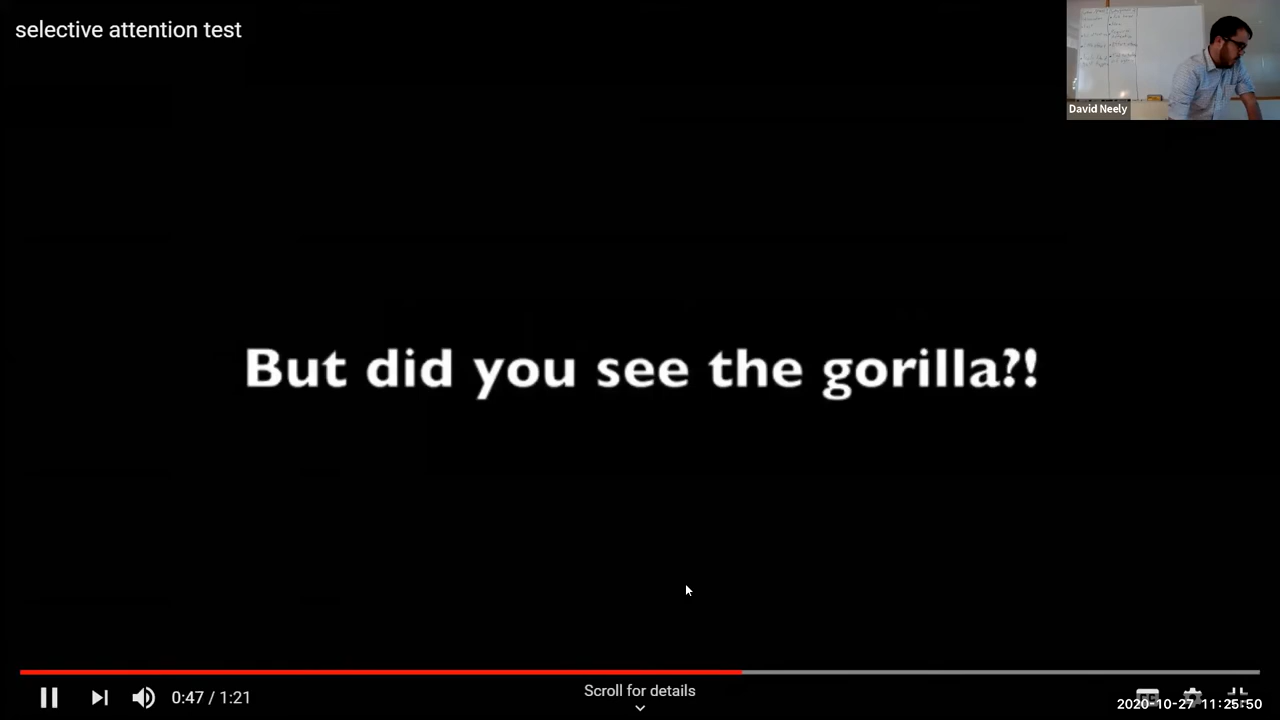 selective attention test
David Neely
But did you see the gorilla?!
0:47 / 1:21
Scroll for details
2020-10-27 11:25:50